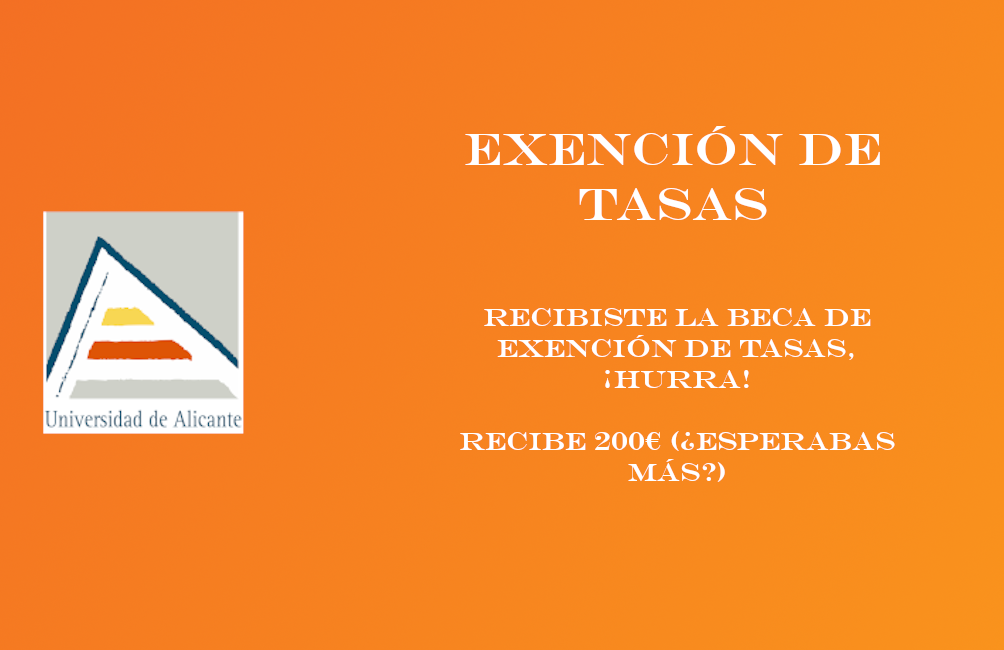 EXENCIÓN DE
TASAS
RECIBISTE LA BECA DE
EXENCIÓN DE TASAS,
¡HURRA!
RECIBE 200€ (¿ESPERABAS
MÁS?)
Universidad de Alicante